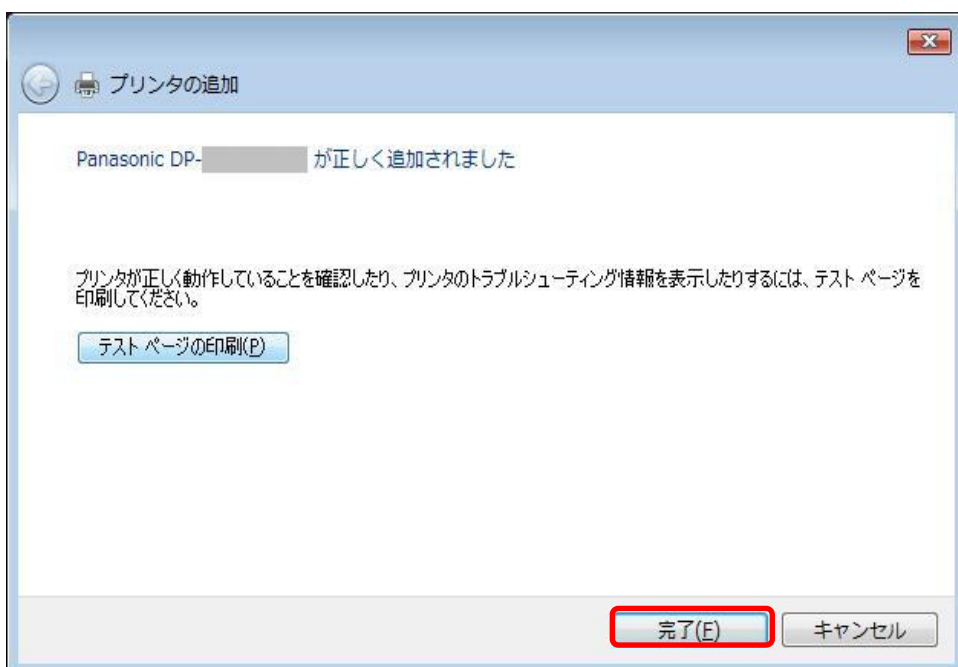 プリンタの追加
Panasonic DP- が正しく追加されました
プリンタが正しく動作していることを確認したり、プリンタのトラブルシューティング情報を表示したりするには、テスト ページを
印刷してください。
テスト ページの印刷(P)
完了(F) キャンセル